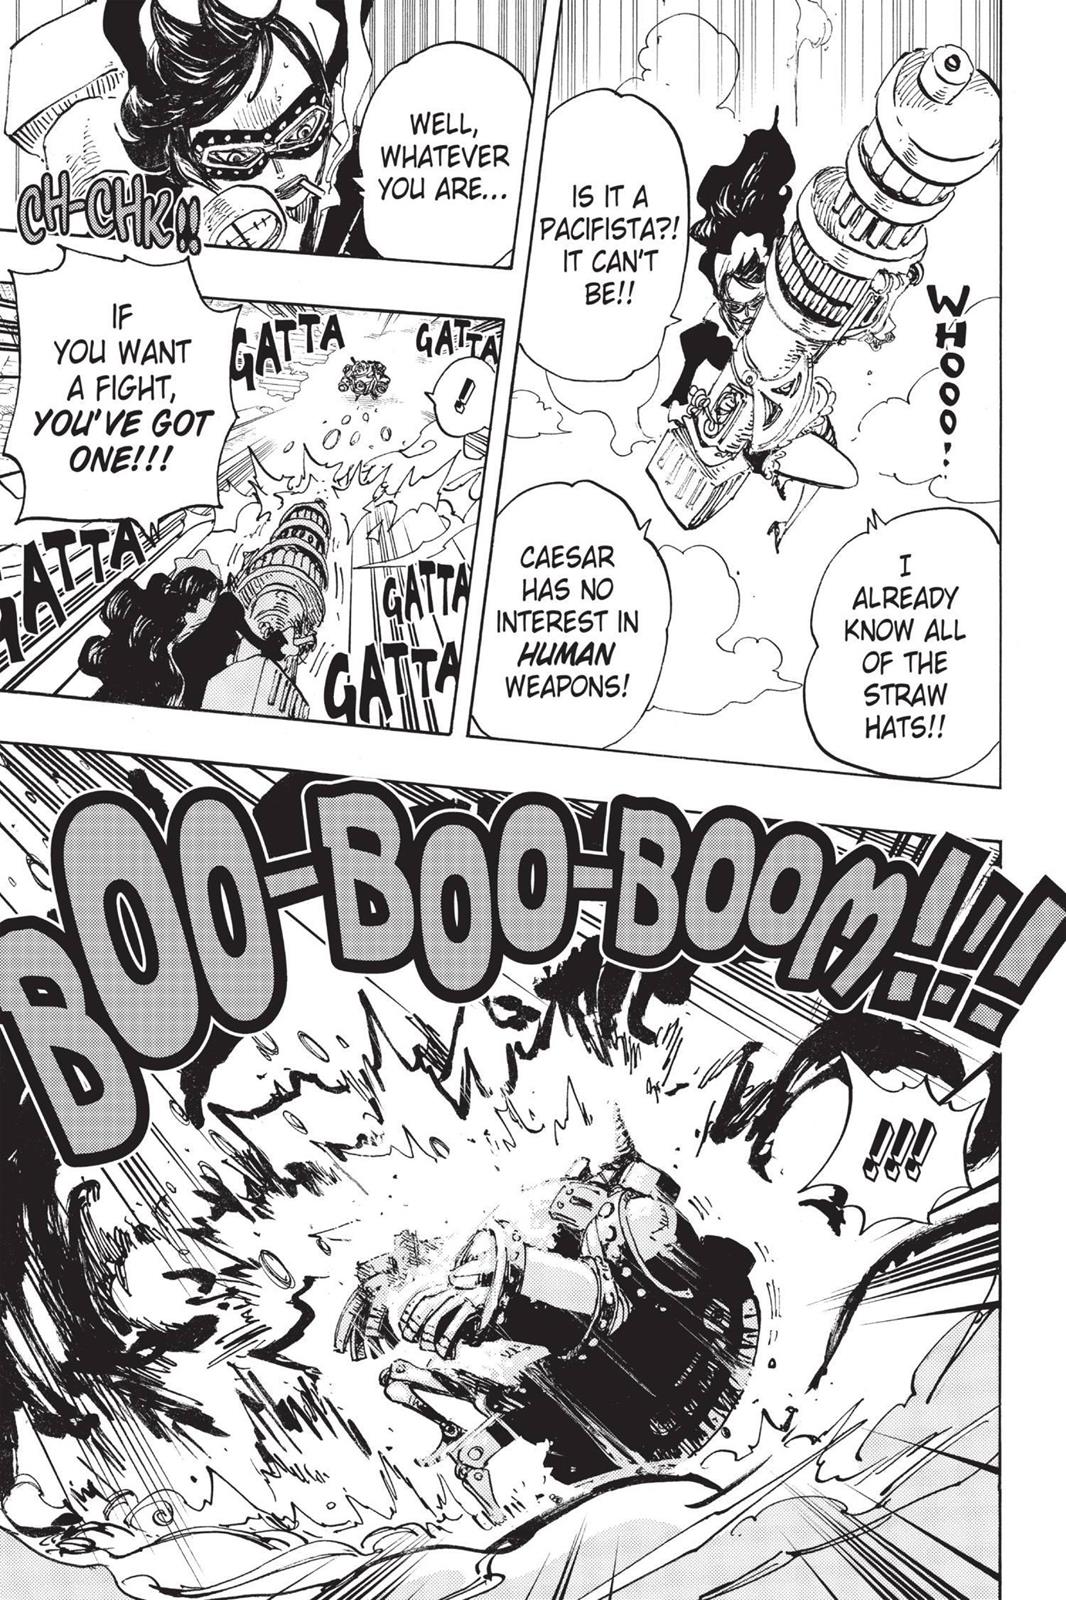 IS IT A
PACIFISTA?!
IT CAN'T
BE!!
WHOOO!
I
ALREADY
KNOW ALL
OF THE
STRAW
HATS!!
CAESAR
HAS NO
INTEREST IN
HUMAN
WEAPONS!
WELL,
WHATEVER
YOU ARE...
CH-CHK!!
IF
YOU WANT
A FIGHT,
YOU'VE GOT
ONE!!!
GATTA
GATTA
!
GATTA
GATTA
GATTA
GATTA
BOO-BOO-BOOM!!!
!!!!